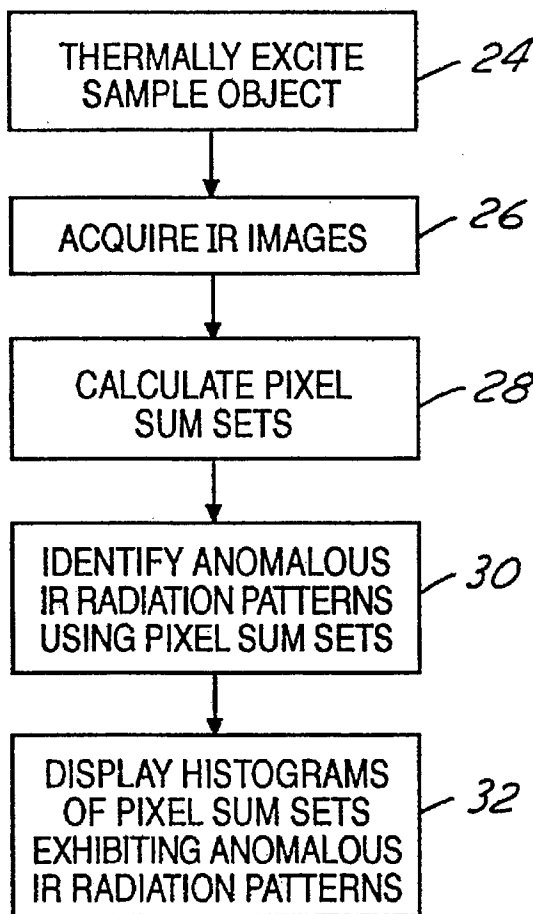 THERMALLY EXCITE
SAMPLE OBJECT
24
ACQUIRE IR IMAGES
26
CALCULATE PIXEL
SUM SETS
28
IDENTIFY ANOMALOUS
IR RADIATION PATTERNS
USING PIXEL SUM SETS
30
DISPLAY HISTOGRAMS
OF PIXEL SUM SETS
EXHIBITING ANOMALOUS
IR RADIATION PATTERNS
32